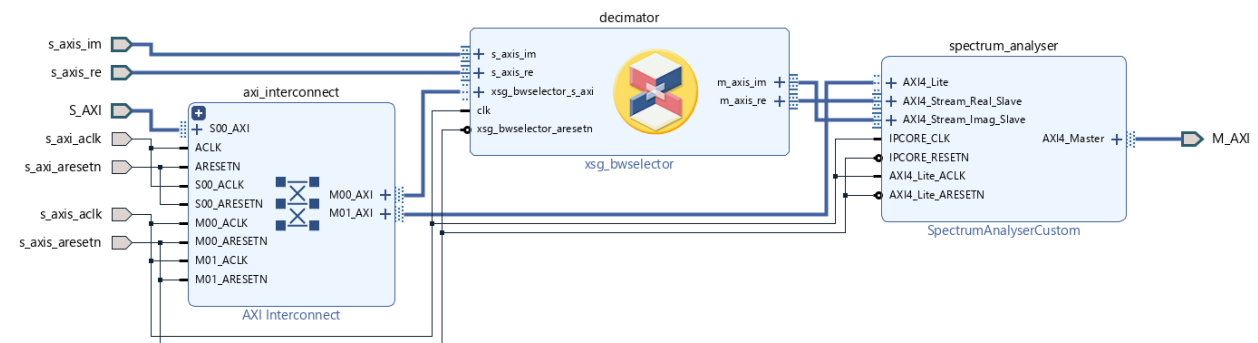 decimator
s_axis_im
s_axis_re
S_AXI
s_axi_aclk
s_axi_aresetn
s_axis_aclk
s_axis_aresetn
axi_interconnect
S00_AXI
ACLK
ARESETN
S00_ACLK
S00_ARESETN
M00_ACLK
M00_ARESETN
M01_ACLK
M01_ARESETN
M00_AXI
M01_AXI
AXI Interconnect
s_axis_im
s_axis_re
xsg_bwselector_s_axi
clk
xsg_bwselector_aresetn
m_axis_im
m_axis_re
xsg_bwselector
spectrum_analyser
AXI4_Lite
AXI4_Stream_Real_Slave
AXI4_Stream_Imag_Slave
IPCORE_CLK
IPCORE_RESETN
AXI4_Lite_ACLK
AXI4_Lite_ARESETN
AXI4_Master
SpectrumAnalyserCustom
M_AXI